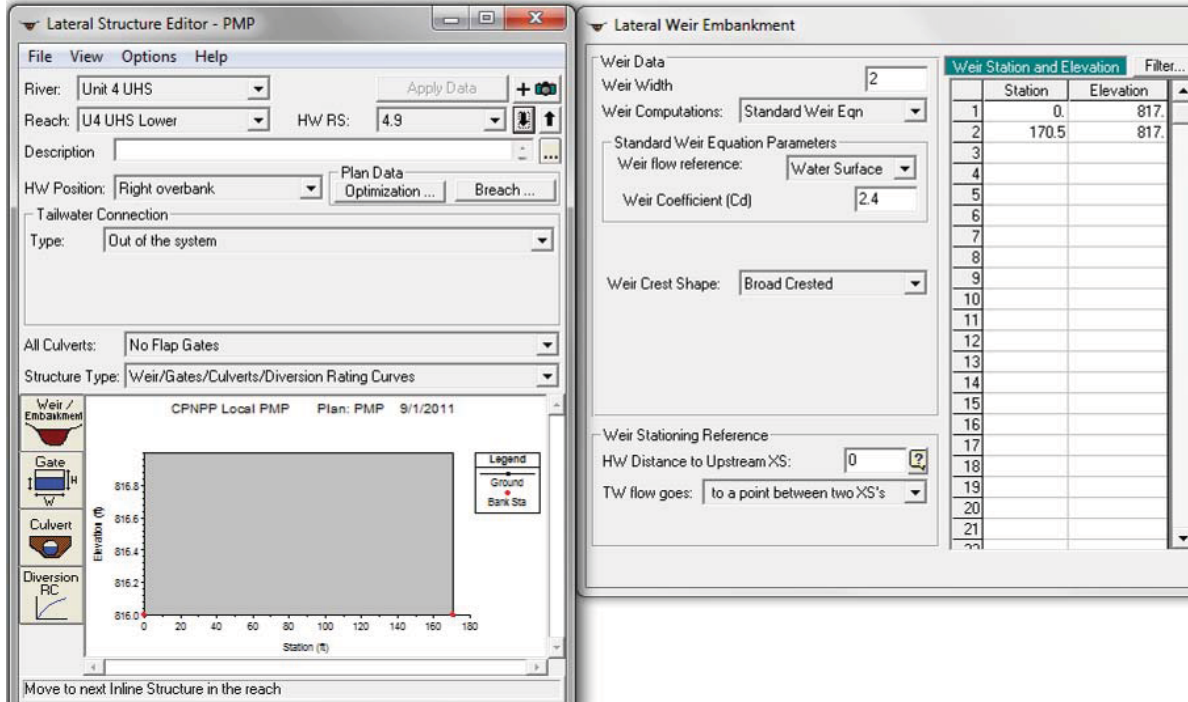 Lateral Structure Editor - PMP
File View Options Help
River: Unit 4 UHS Apply Data
Reach: U4 UHS Lower HW RS: 4.9
Description ...
HW Position: Right overbank Plan Data Optimization ... Breach ...
Tailwater Connection
Type: Out of the system
All Culverts: No Flap Gates
Structure Type: Weir/Gates/Culverts/Diversion Rating Curves
Weir / Embankment
Gate
H
W
Culvert
Diversion
RC
CPNPP Local PMP Plan: PMP 9/1/2011
Legend
Ground
Bank Sta
Elevation (ft)
816.8
816.6
816.4
816.2
816.0
0 20 40 60 80 100 120 140 160 180
Station (ft)
Move to next Inline Structure in the reach
Lateral Weir Embankment
Weir Data
Weir Width 2
Weir Computations: Standard Weir Eqn
Standard Weir Equation Parameters
Weir flow reference: Water Surface
Weir Coefficient (Cd) 2.4
Weir Crest Shape: Broad Crested
Weir Stationing Reference
HW Distance to Upstream XS: 0 ?
TW flow goes: to a point between two XS's
Weir Station and Elevation Filter...
Station Elevation
1 0. 817.
2 170.5 817.
3
4
5
6
7
8
9
10
11
12
13
14
15
16
17
18
19
20
21
22